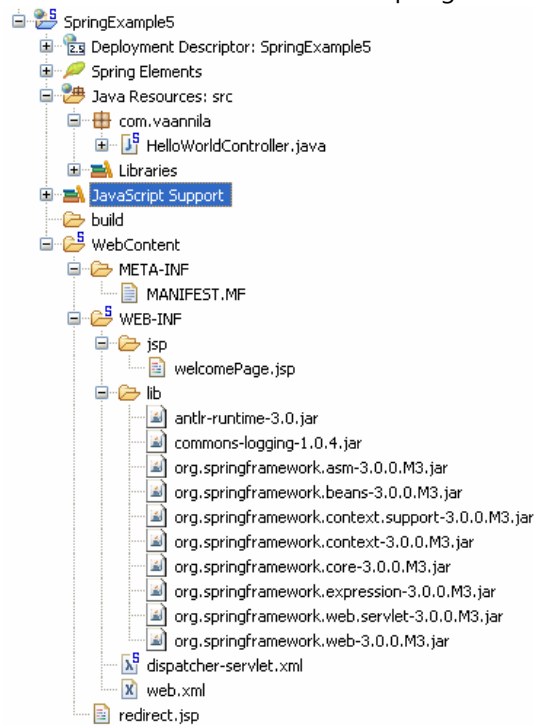 SpringExample5
Deployment Descriptor: SpringExample5
Spring Elements
Java Resources: src
com.vaannila
HelloWorldController.java
Libraries
JavaScript Support
build
WebContent
META-INF
MANIFEST.MF
WEB-INF
jsp
welcomePage.jsp
lib
antlr-runtime-3.0.jar
commons-logging-1.0.4.jar
org.springframework.asm-3.0.0.M3.jar
org.springframework.beans-3.0.0.M3.jar
org.springframework.context.support-3.0.0.M3.jar
org.springframework.context-3.0.0.M3.jar
org.springframework.core-3.0.0.M3.jar
org.springframework.expression-3.0.0.M3.jar
org.springframework.web.servlet-3.0.0.M3.jar
org.springframework.web-3.0.0.M3.jar
dispatcher-servlet.xml
web.xml
redirect.jsp